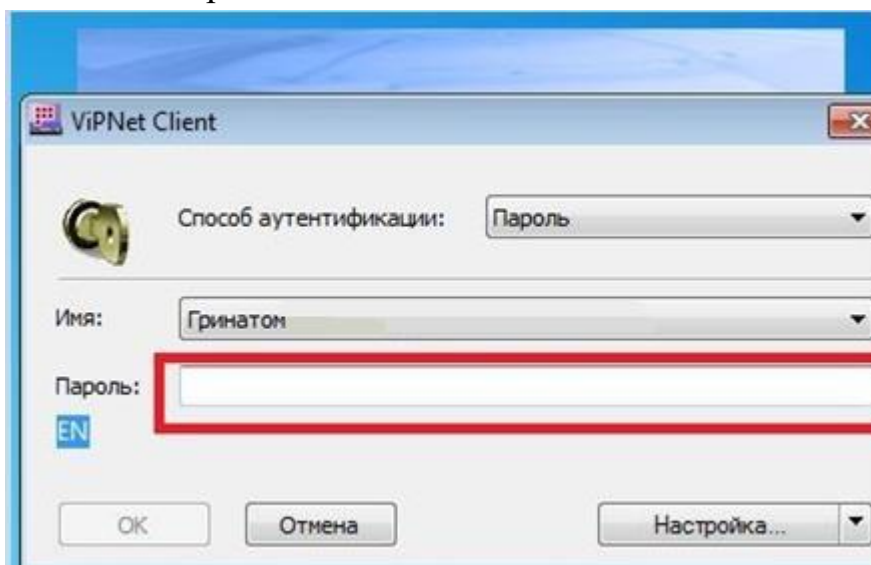 ViPNet Client
Способ аутентификации: Пароль
Имя: Гринатом
Пароль:
EN
OK Отмена Настройка...